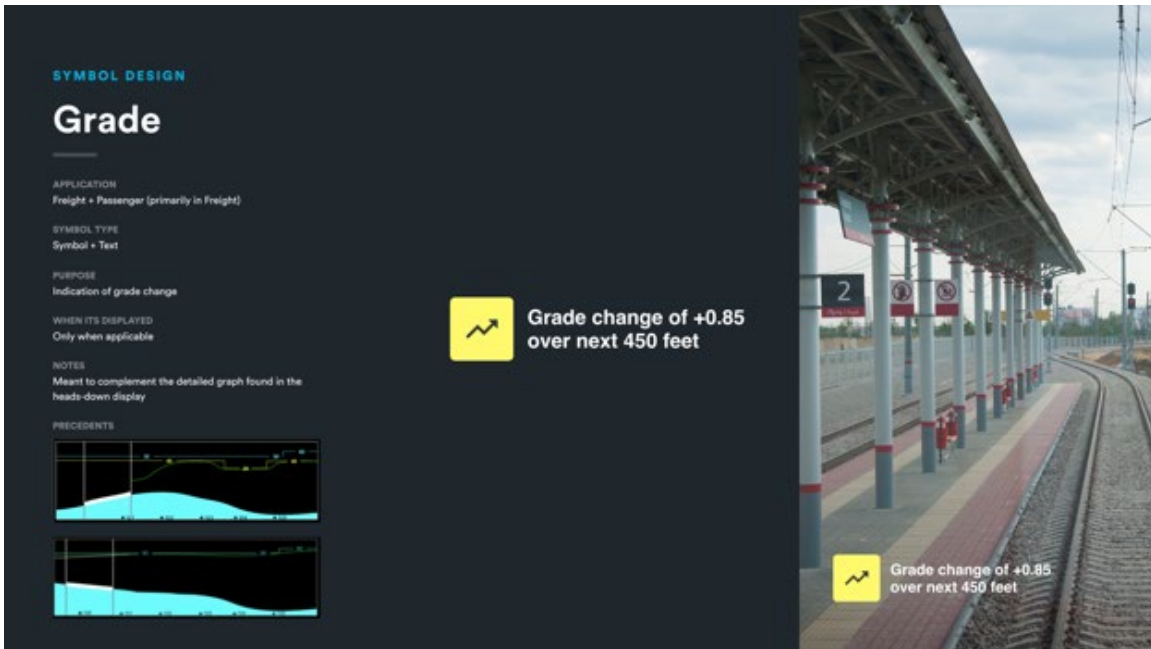 SYMBOL DESIGN
Grade
APPLICATION
Freight + Passenger (primarily in Freight)
SYMBOL TYPE
Symbol + Text
PURPOSE
Indication of grade change
WHEN ITS DISPLAYED
Only when applicable
NOTES
Meant to complement the detailed graph found in the
heads-down display
PRECEDENTS
Grade change of +0.85
over next 450 feet
2
Grade change of +0.85
over next 450 feet